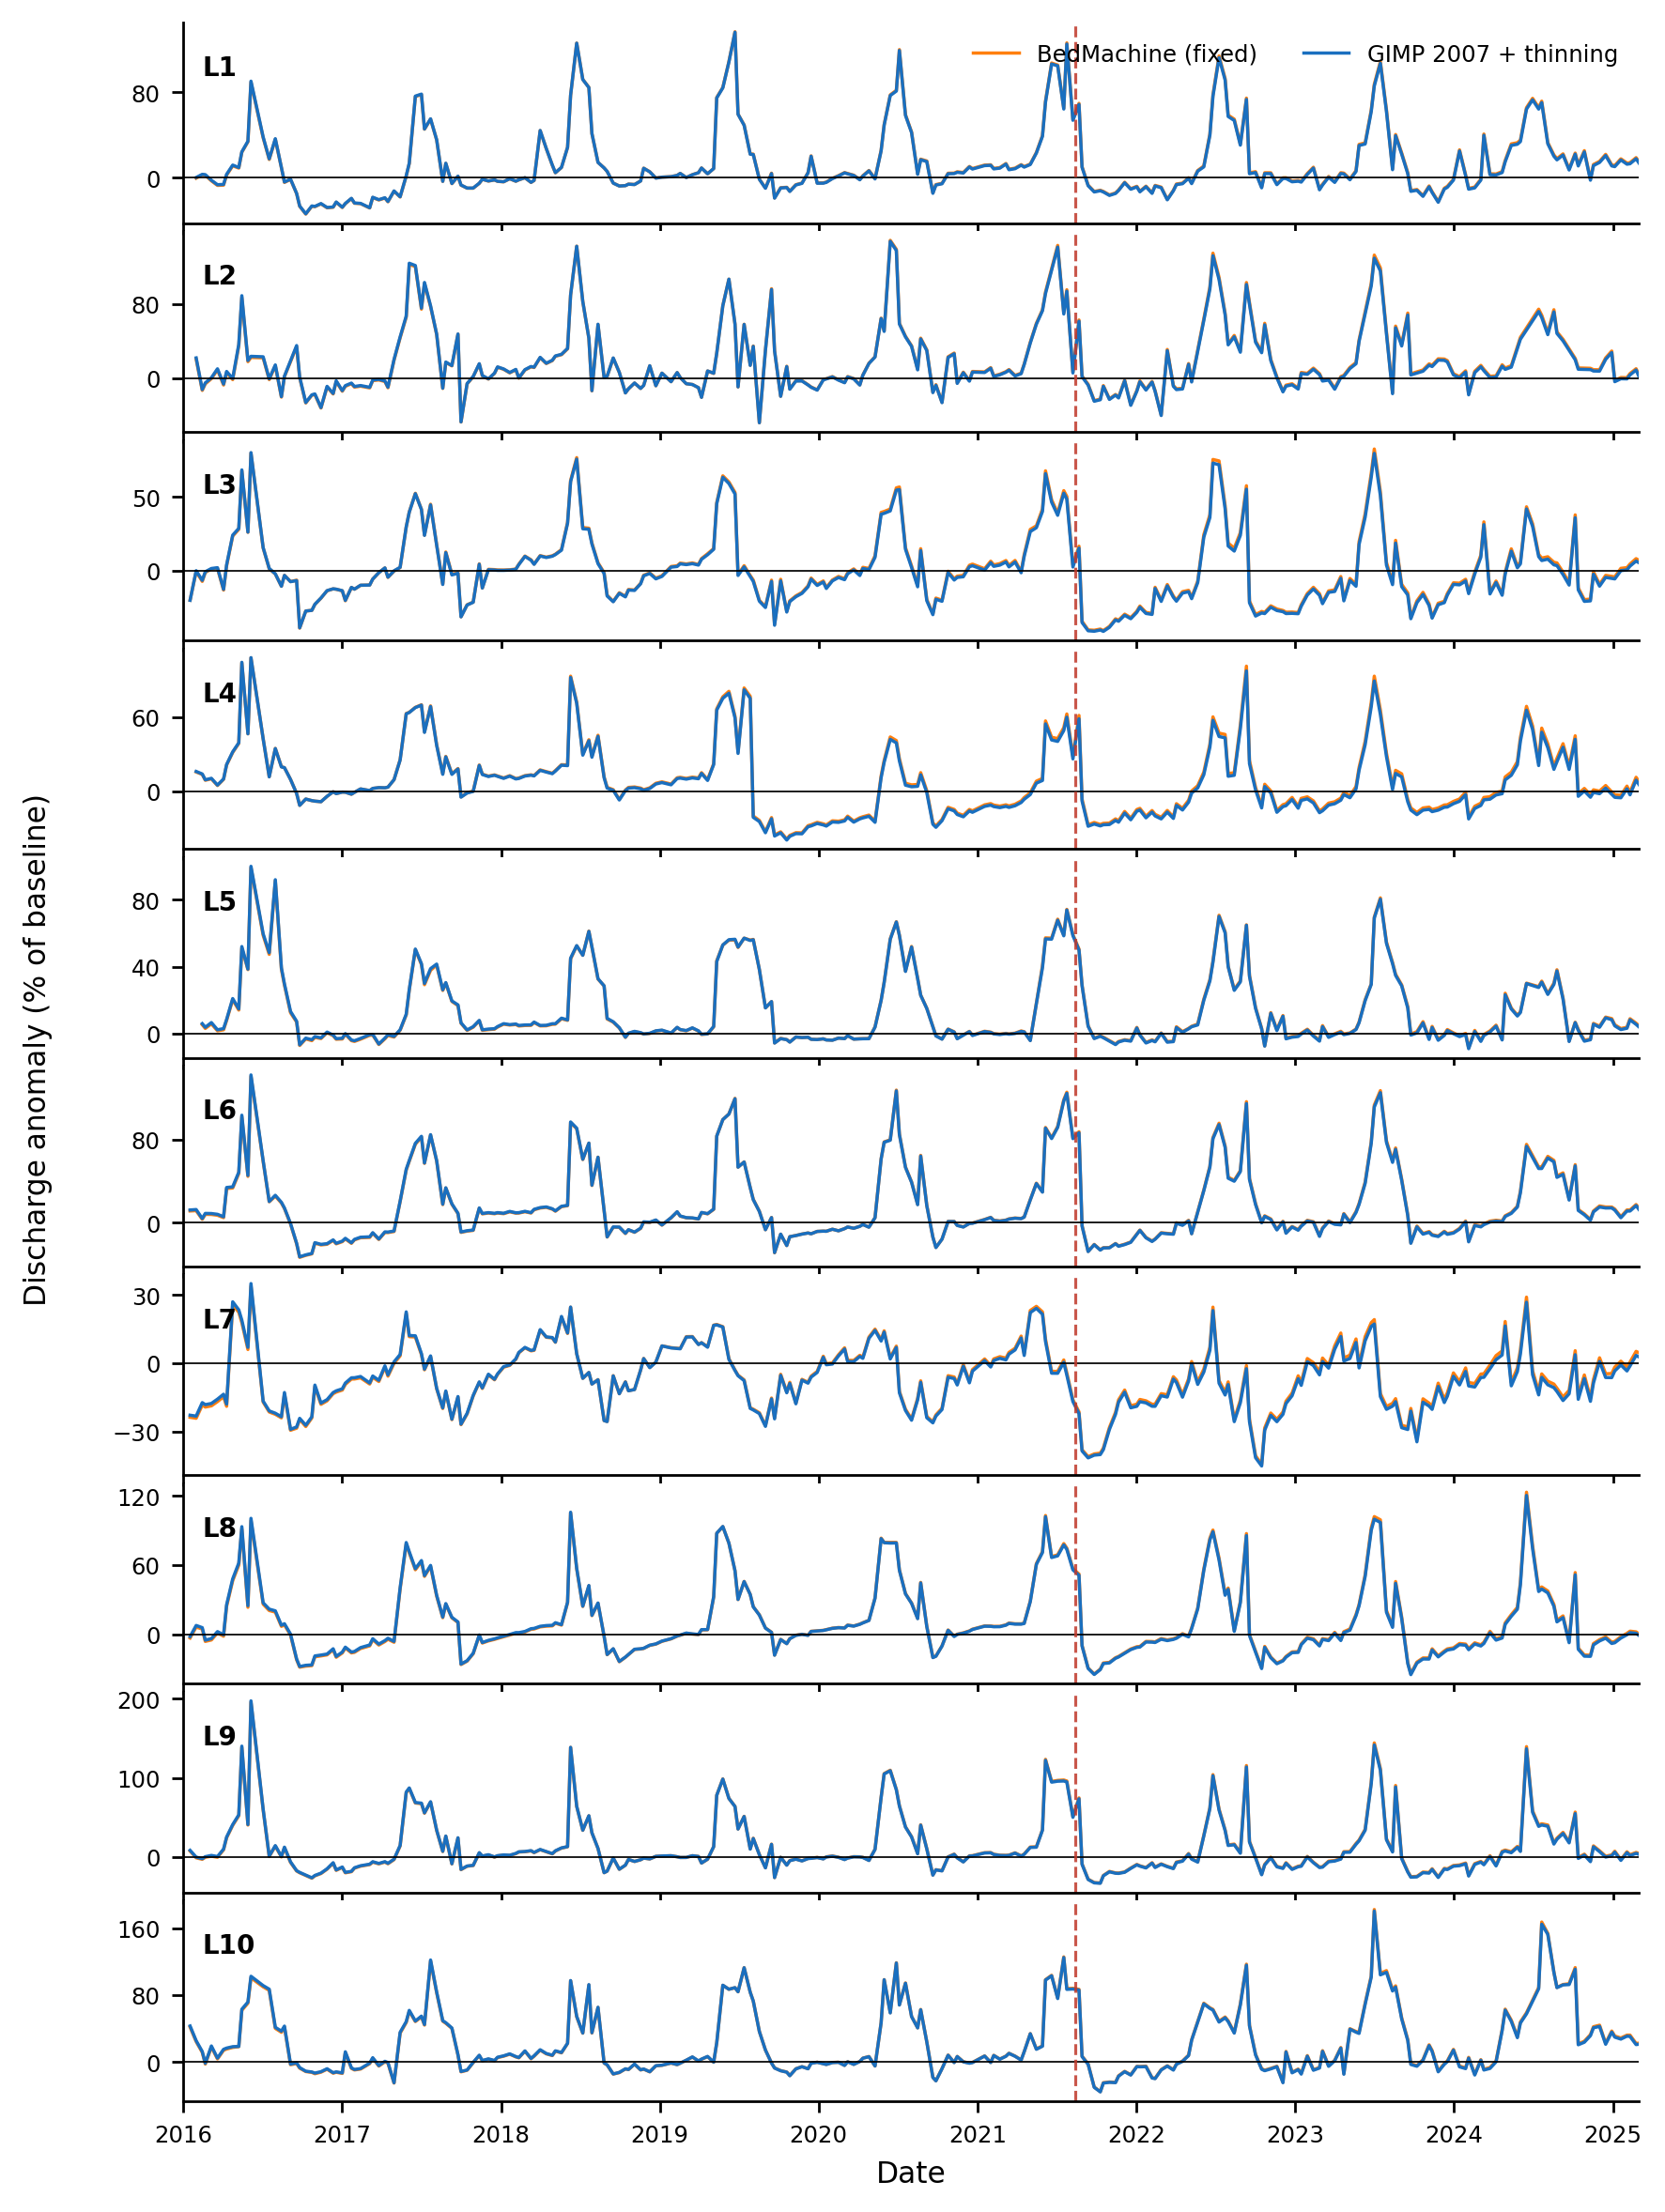 BedMachine (fixed)
GIMP 2007 + thinning
L1
80
0
L2
80
0
L3
50
0
L4
60
0
L5
80
40
0
L6
80
0
L7
30
0
−30
L8
120
60
0
L9
200
100
0
L10
160
80
0
2016 2017 2018 2019 2020 2021 2022 2023 2024 2025
Date
Discharge anomaly (% of baseline)